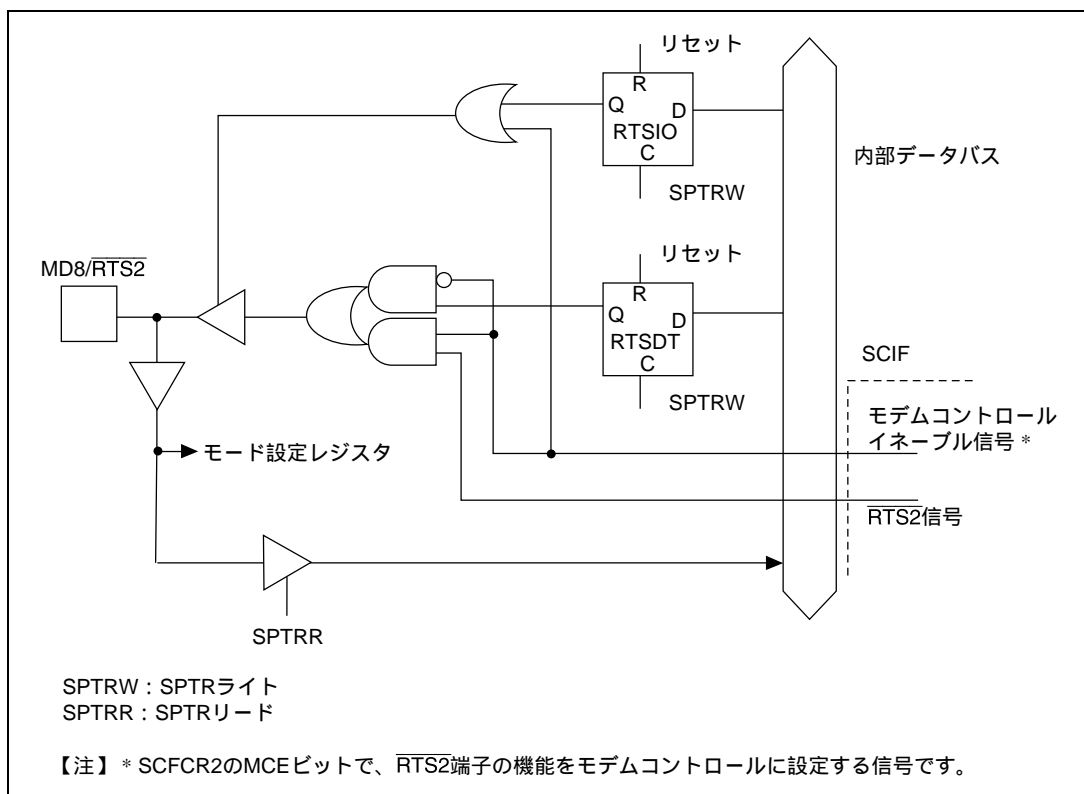 リセット
R
Q D
RTSIO
C
SPTRW
内部データバス
リセット
MD8/RTS2
R
Q D
RTSDT
C
SPTRW
SCIF
モデムコントロール
イネーブル信号 *
モード設定レジスタ
RTS2信号
SPTRR
SPTRW : SPTRライト
SPTRR : SPTRリード
【注】 * SCFCR2のMCEビットで、RTS2端子の機能をモデムコントロールに設定する信号です。